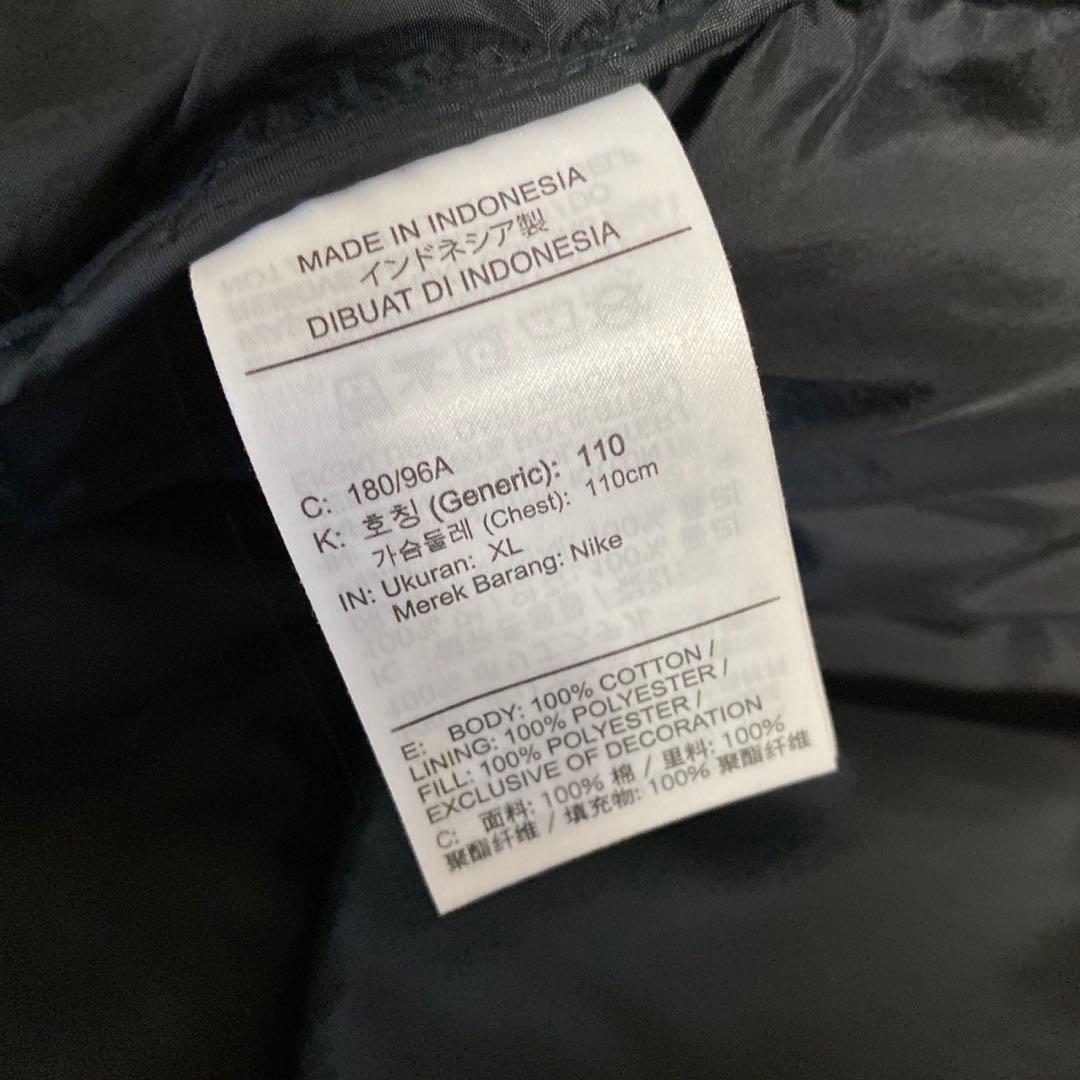 MADE IN INDONESIA
インドネシア製
DIBUAT DI INDONESIA
C: 180/96A
K: 호칭 (Generic): 110
가슴둘레 (Chest): 110cm
IN: Ukuran: XL
Merek Barang: Nike
E: BODY: 100% COTTON /
LINING: 100% POLYESTER /
FILL: 100% POLYESTER /
EXCLUSIVE OF DECORATION
C: 面料: 100% 棉 / 里料: 100%
聚酯纤维 / 填充物: 100% 聚酯纤维